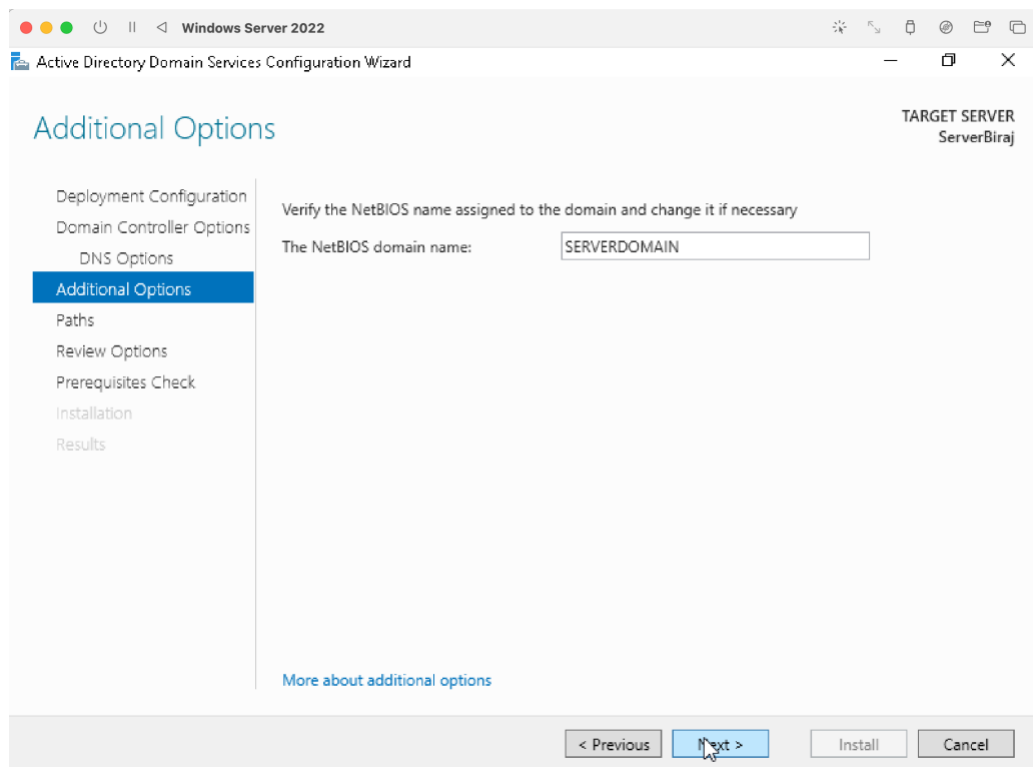 Windows Server 2022
Active Directory Domain Services Configuration Wizard
Additional Options
TARGET SERVER
ServerBiraj
Deployment Configuration
Domain Controller Options
DNS Options
Additional Options
Paths
Review Options
Prerequisites Check
Installation
Results
Verify the NetBIOS name assigned to the domain and change it if necessary
The NetBIOS domain name: SERVERDOMAIN
More about additional options
< Previous
Next >
Install
Cancel